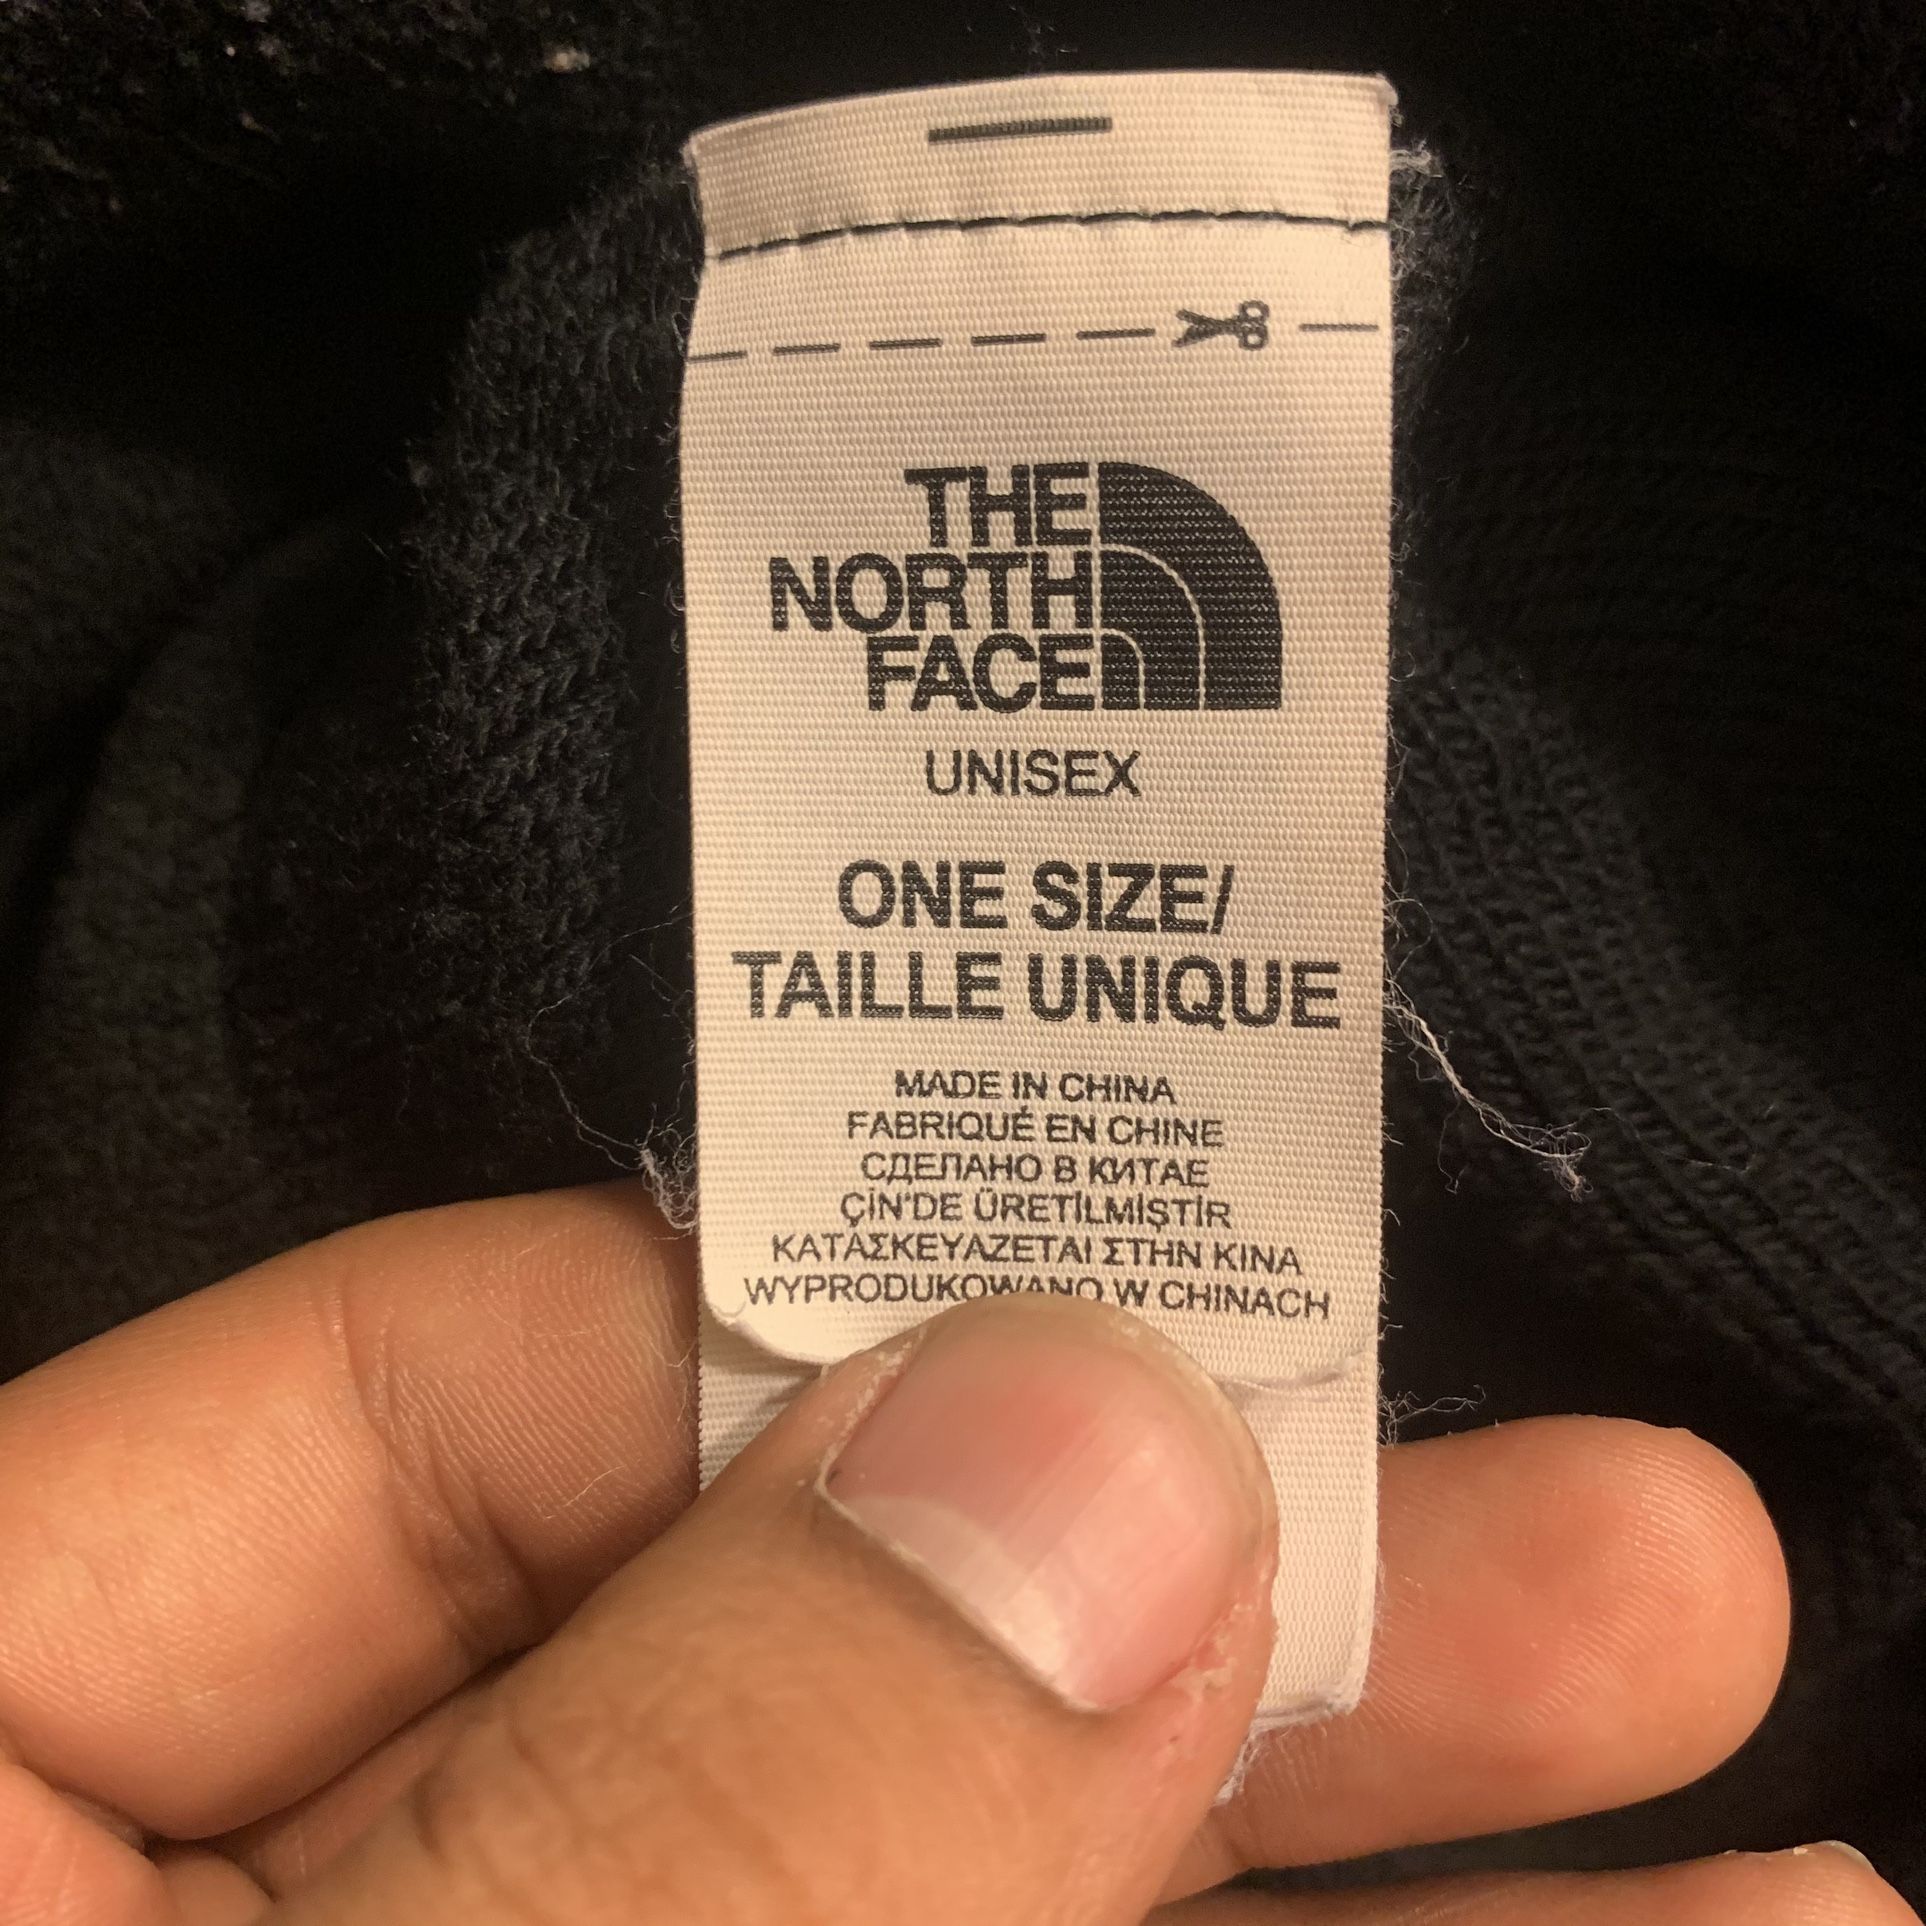 THE
NORTH
FACE
UNISEX
ONE SIZE/
TAILLE UNIQUE
MADE IN CHINA
FABRIQUÉ EN CHINE
СДЕЛАНО В КИТАЕ
ÇİN'DE ÜRETİLMİŞTİR
ΚΑΤΑΣΚΕΥΑΖΕΤΑΙ ΣΤΗΝ ΚΙΝΑ
WYPRODUKOWANO W CHINACH